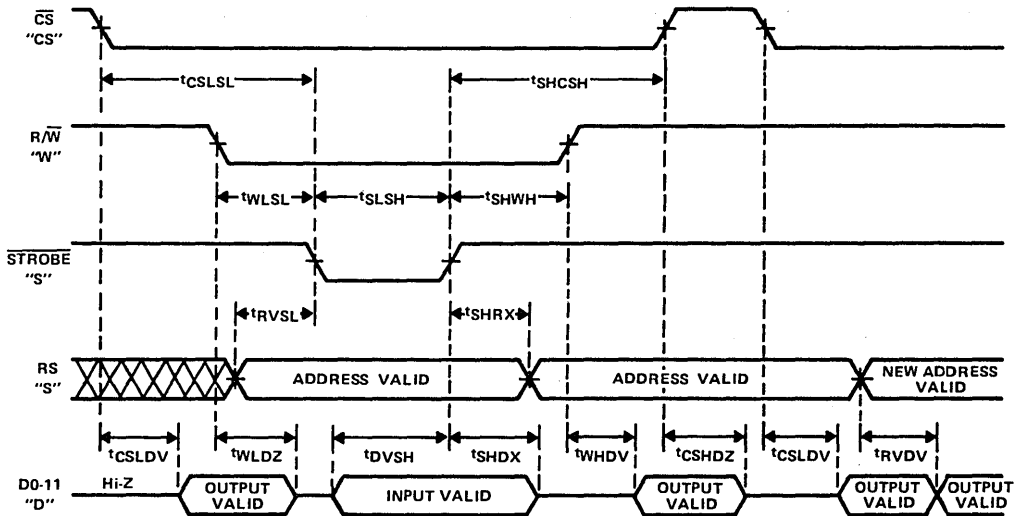 CS
"CS"
tCSLSL
tSHCSH
R/W
"W"
tWLSL
tSLSH
tSHWH
STROBE
"S"
tRVSL
tSHRX
RS
"S"
ADDRESS VALID
ADDRESS VALID
NEW ADDRESS
VALID
tCSLDV
tWLDZ
tDVSH
tSHDX
tWHDV
tCSHDZ
tCSLDV
tRVDV
D0-11
"D"
Hi-Z
OUTPUT
VALID
INPUT VALID
OUTPUT
VALID
OUTPUT
VALID
OUTPUT
VALID